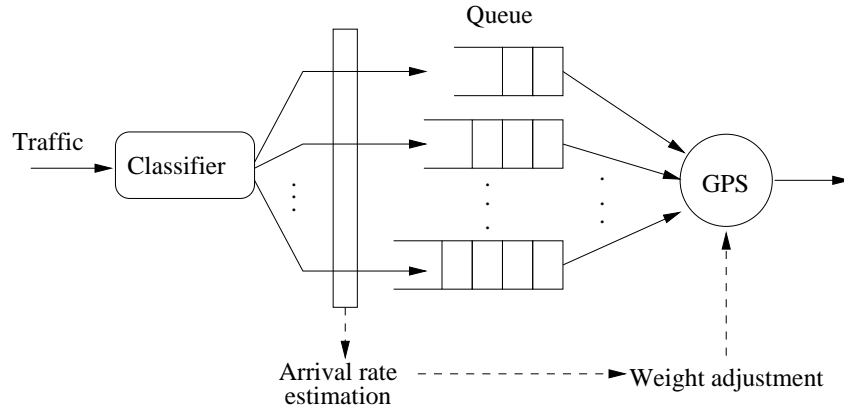 Queue
Traffic
Classifier
GPS
Arrival rate
estimation
Weight adjustment